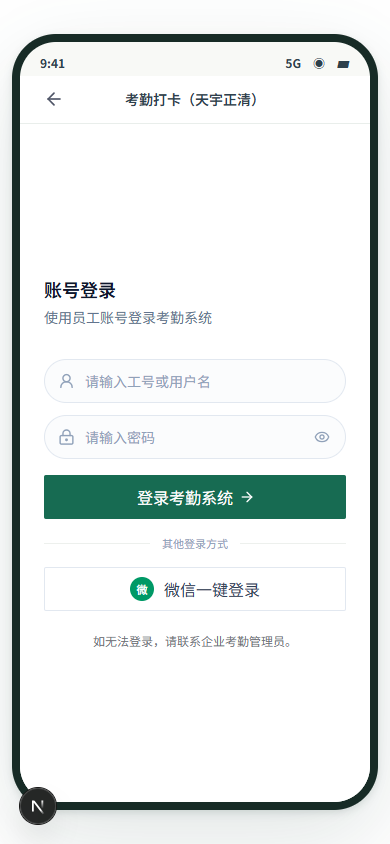 9:41
5G
考勤打卡（天宇正清）
账号登录
使用员工账号登录考勤系统
请输入工号或用户名
请输入密码
登录考勤系统 →
其他登录方式
微 微信一键登录
如无法登录，请联系企业考勤管理员。
N